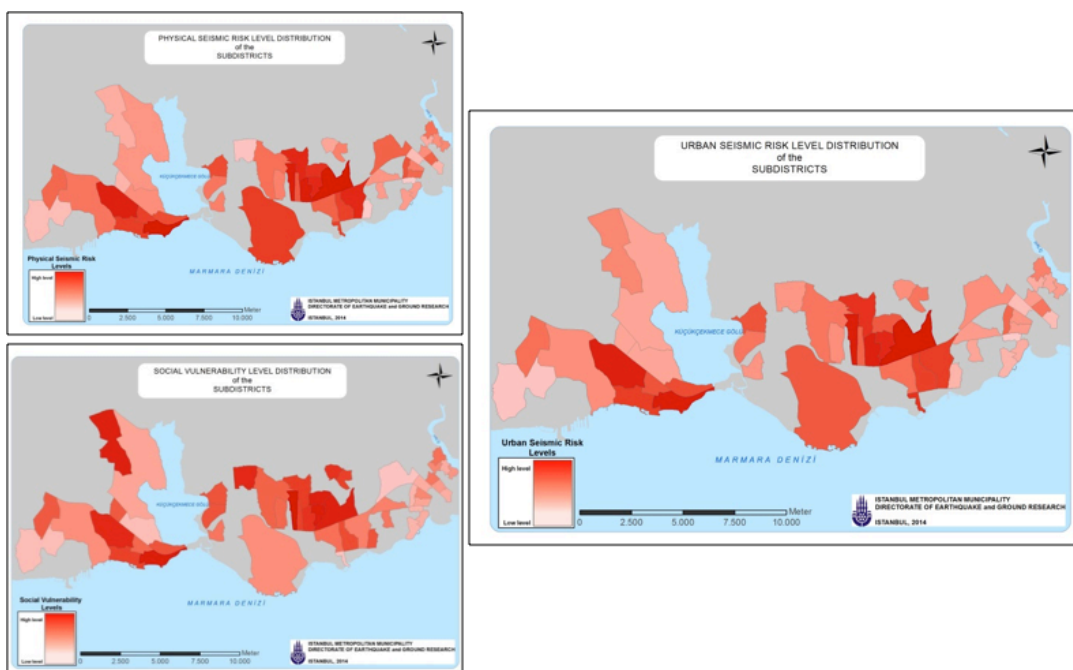 PHYSICAL SEISMIC RISK LEVEL DISTRIBUTION
of the
SUBDISTRICTS
KÜÇÜKÇEKMECE GÖLÜ
MARMARA DENİZİ
Physical Seismic Risk
Levels
High level
Low level
Meter
0 2.500 5.000 7.500 10.000
ISTANBUL METROPOLITAN MUNICIPALITY
DIRECTORATE OF EARTHQUAKE and GROUND RESEARCH
ISTANBUL, 2014
SOCIAL VULNERABILITY LEVEL DISTRIBUTION
of the
SUBDISTRICTS
KÜÇÜKÇEKMECE GÖLÜ
MARMARA DENİZİ
Social Vulnerability
Levels
High level
Low level
Meter
0 2.500 5.000 7.500 10.000
ISTANBUL METROPOLITAN MUNICIPALITY
DIRECTORATE OF EARTHQUAKE and GROUND RESEARCH
ISTANBUL, 2014
URBAN SEISMIC RISK LEVEL DISTRIBUTION
of the
SUBDISTRICTS
KÜÇÜKÇEKMECE GÖLÜ
MARMARA DENİZİ
Urban Seismic Risk
Levels
High level
Low level
Meter
0 2.500 5.000 7.500 10.000
ISTANBUL METROPOLITAN MUNICIPALITY
DIRECTORATE OF EARTHQUAKE and GROUND RESEARCH
ISTANBUL, 2014